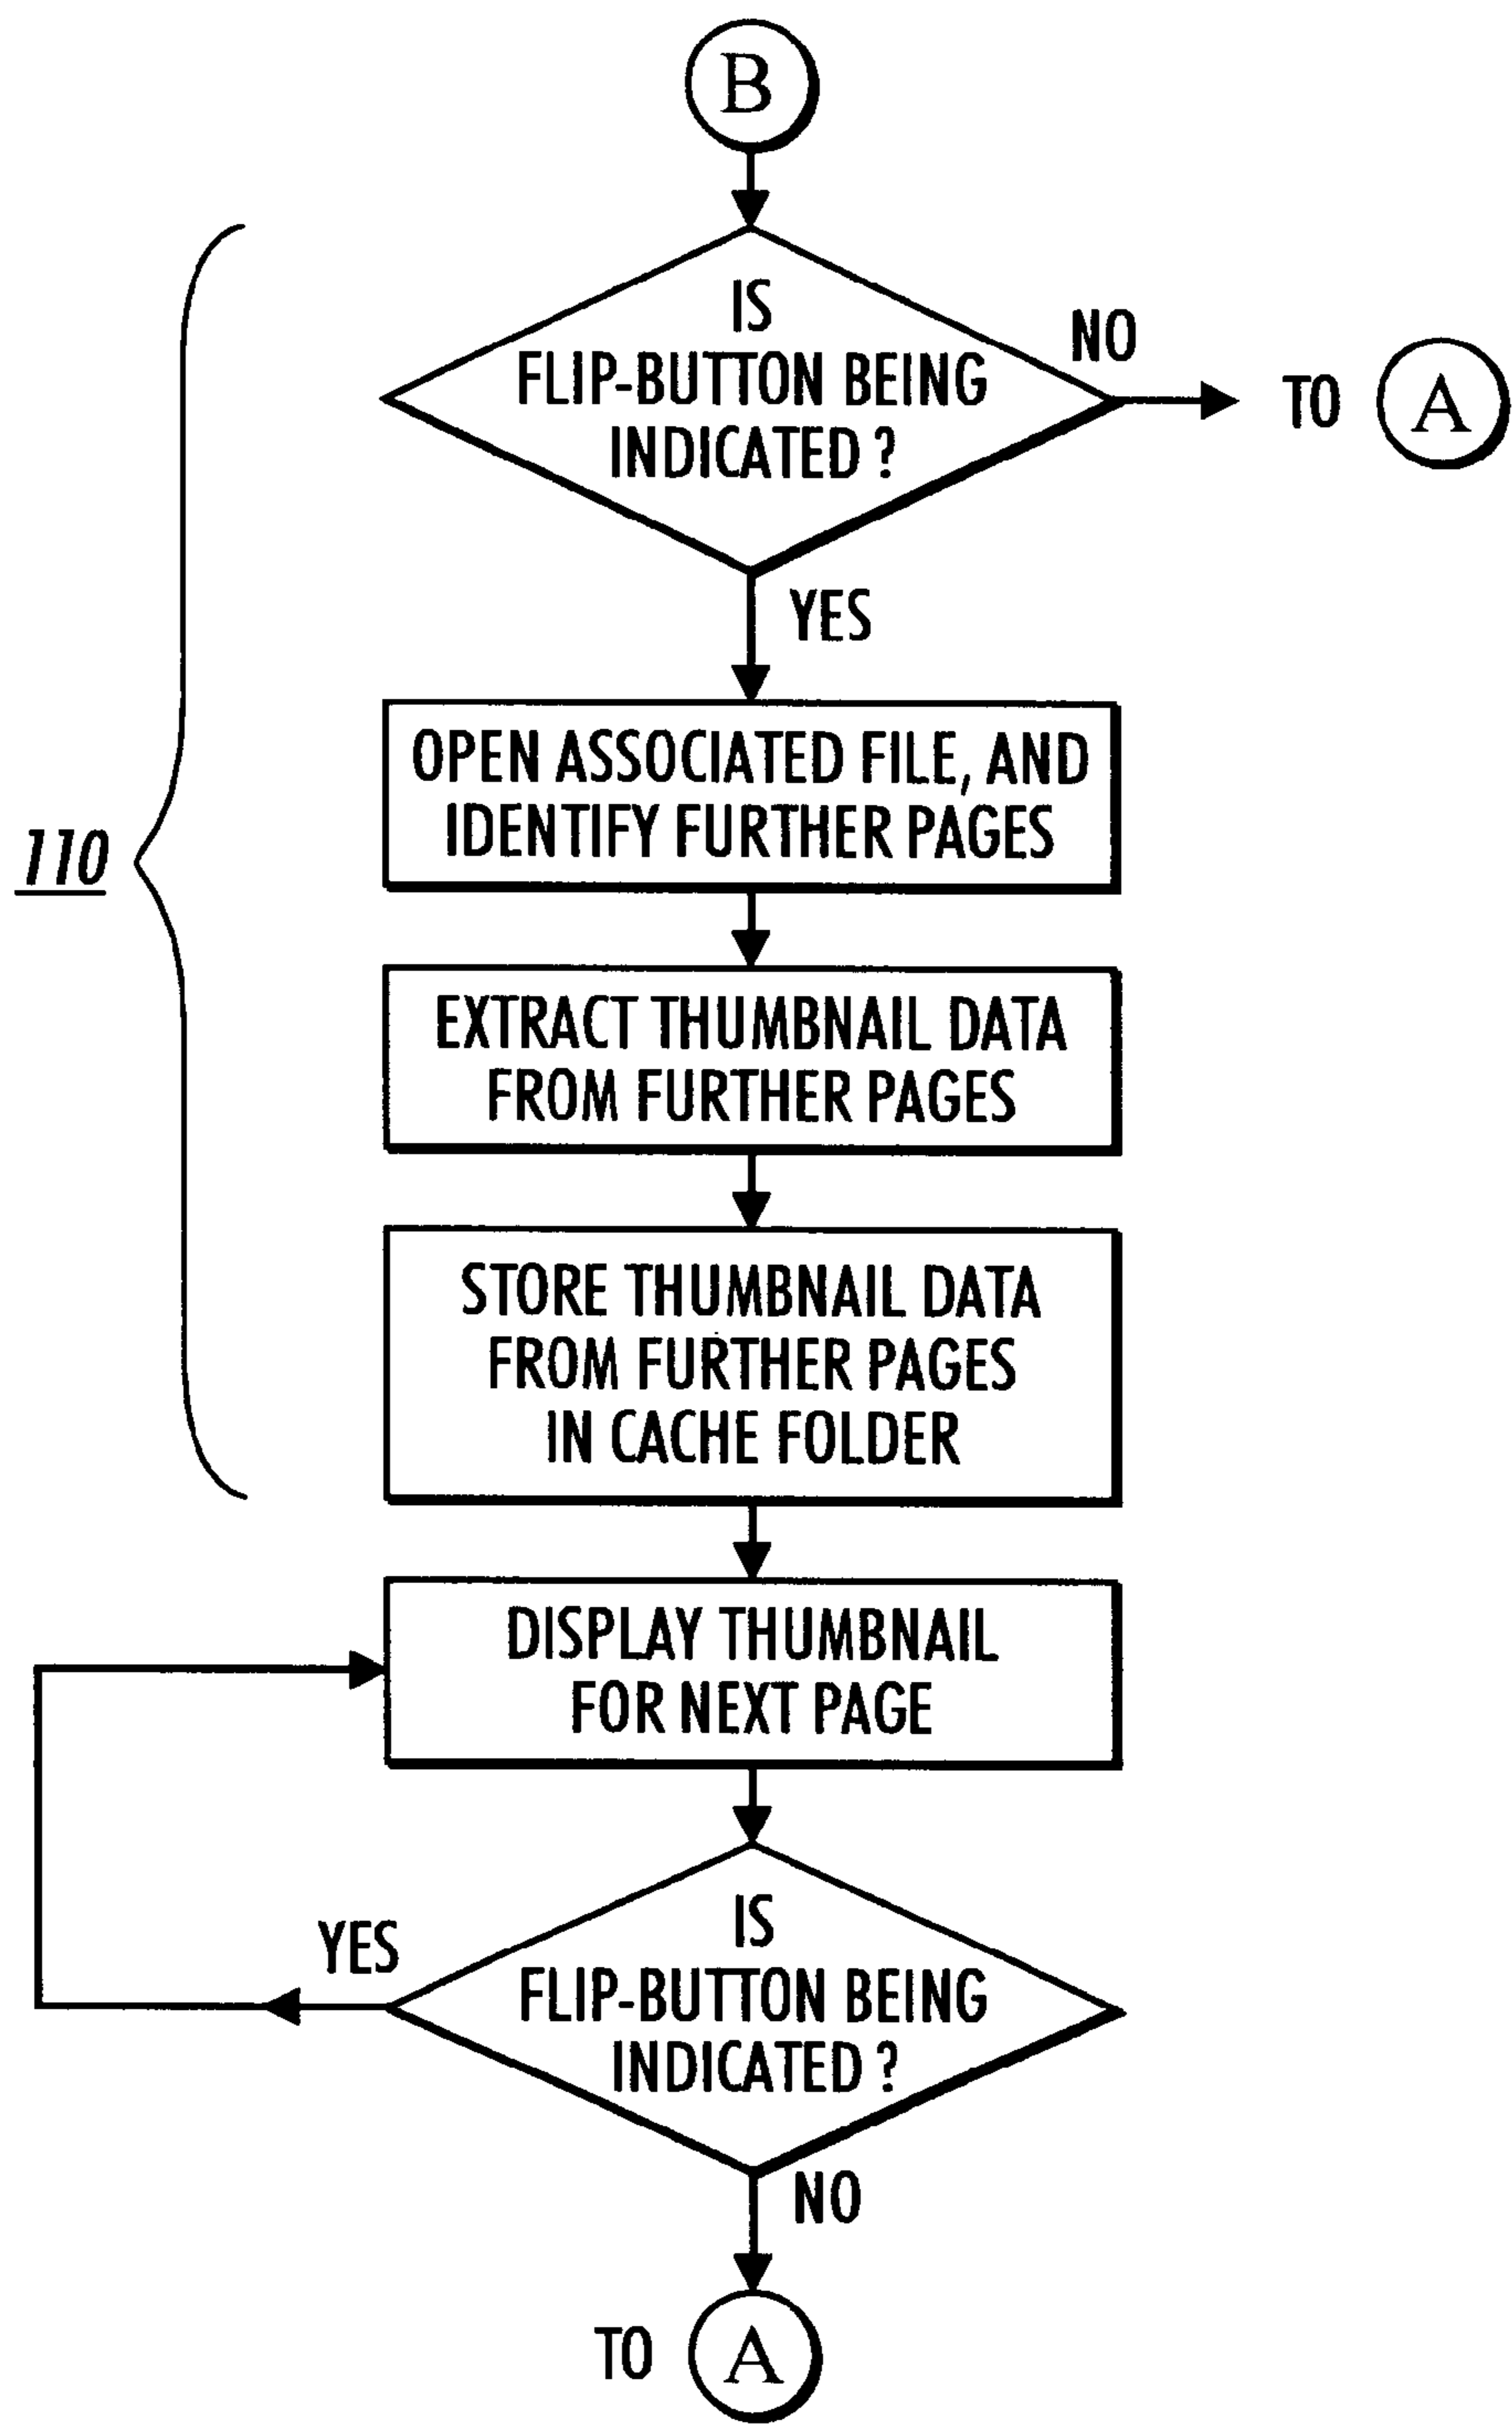 B
IS
FLIP-BUTTON BEING
INDICATED ?
NO
TO A
YES
OPEN ASSOCIATED FILE, AND
IDENTIFY FURTHER PAGES
110
EXTRACT THUMBNAIL DATA
FROM FURTHER PAGES
STORE THUMBNAIL DATA
FROM FURTHER PAGES
IN CACHE FOLDER
DISPLAY THUMBNAIL
FOR NEXT PAGE
IS
FLIP-BUTTON BEING
INDICATED ?
YES
NO
TO A